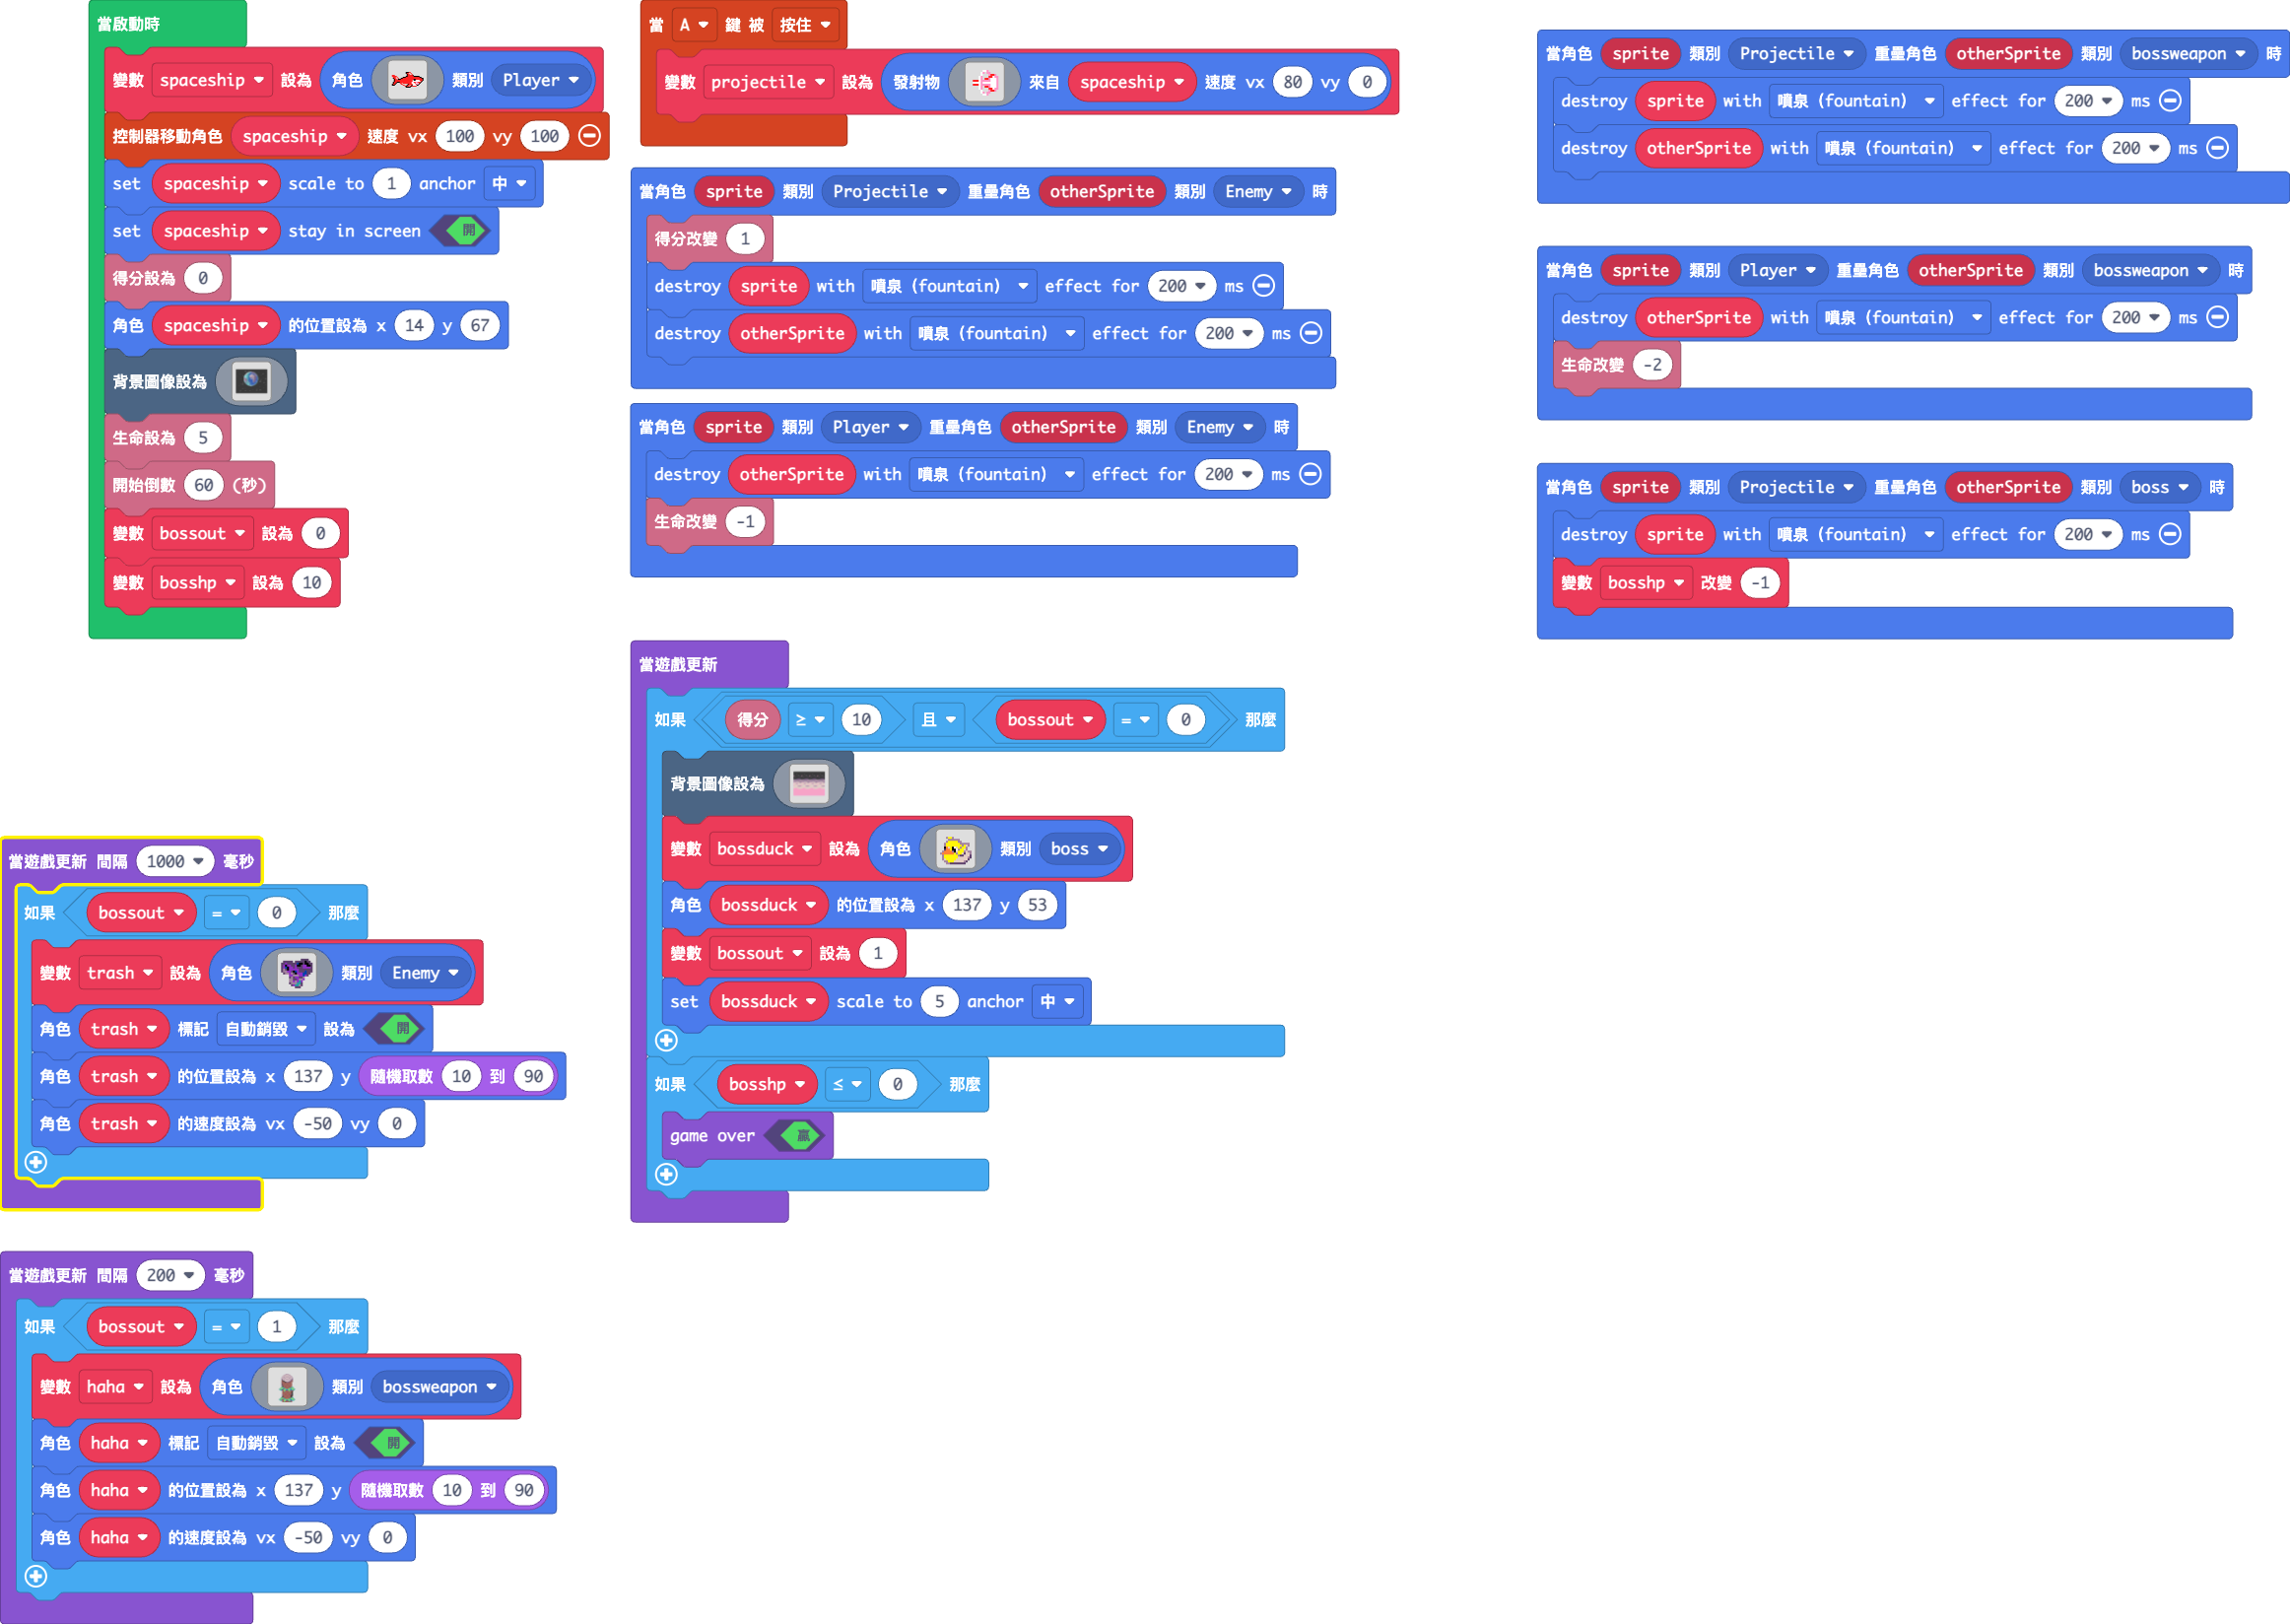 當啟動時
變數 spaceship 設為 角色 類別 Player
控制器移動角色 spaceship 速度 vx 100 vy 100
set spaceship scale to 1 anchor 中
set spaceship stay in screen 開
得分設為 0
角色 spaceship 的位置設為 x 14 y 67
背景圖像設為
生命設為 5
開始倒數 60 (秒)
變數 bossout 設為 0
變數 bosshp 設為 10
當遊戲更新 間隔 1000 毫秒
如果 bossout = 0 那麼
變數 trash 設為 角色 類別 Enemy
角色 trash 標記 自動銷毀 設為 開
角色 trash 的位置設為 x 137 y 隨機取數 10 到 90
角色 trash 的速度設為 vx -50 vy 0
當遊戲更新 間隔 200 毫秒
如果 bossout = 1 那麼
變數 haha 設為 角色 類別 bossweapon
角色 haha 標記 自動銷毀 設為 開
角色 haha 的位置設為 x 137 y 隨機取數 10 到 90
角色 haha 的速度設為 vx -50 vy 0
當 A 鍵 被 按住
變數 projectile 設為 發射物 來自 spaceship 速度 vx 80 vy 0
當角色 sprite 類別 Projectile 重疊角色 otherSprite 類別 Enemy 時
得分改變 1
destroy sprite with 噴泉 (fountain) effect for 200 ms
destroy otherSprite with 噴泉 (fountain) effect for 200 ms
當角色 sprite 類別 Player 重疊角色 otherSprite 類別 Enemy 時
destroy otherSprite with 噴泉 (fountain) effect for 200 ms
生命改變 -1
當遊戲更新
如果 得分 ≥ 10 且 bossout = 0 那麼
背景圖像設為
變數 bossduck 設為 角色 類別 boss
角色 bossduck 的位置設為 x 137 y 53
變數 bossout 設為 1
set bossduck scale to 5 anchor 中
如果 bosshp ≤ 0 那麼
game over 贏
當角色 sprite 類別 Projectile 重疊角色 otherSprite 類別 bossweapon 時
destroy sprite with 噴泉 (fountain) effect for 200 ms
destroy otherSprite with 噴泉 (fountain) effect for 200 ms
當角色 sprite 類別 Player 重疊角色 otherSprite 類別 bossweapon 時
destroy otherSprite with 噴泉 (fountain) effect for 200 ms
生命改變 -2
當角色 sprite 類別 Projectile 重疊角色 otherSprite 類別 boss 時
destroy sprite with 噴泉 (fountain) effect for 200 ms
變數 bosshp 改變 -1